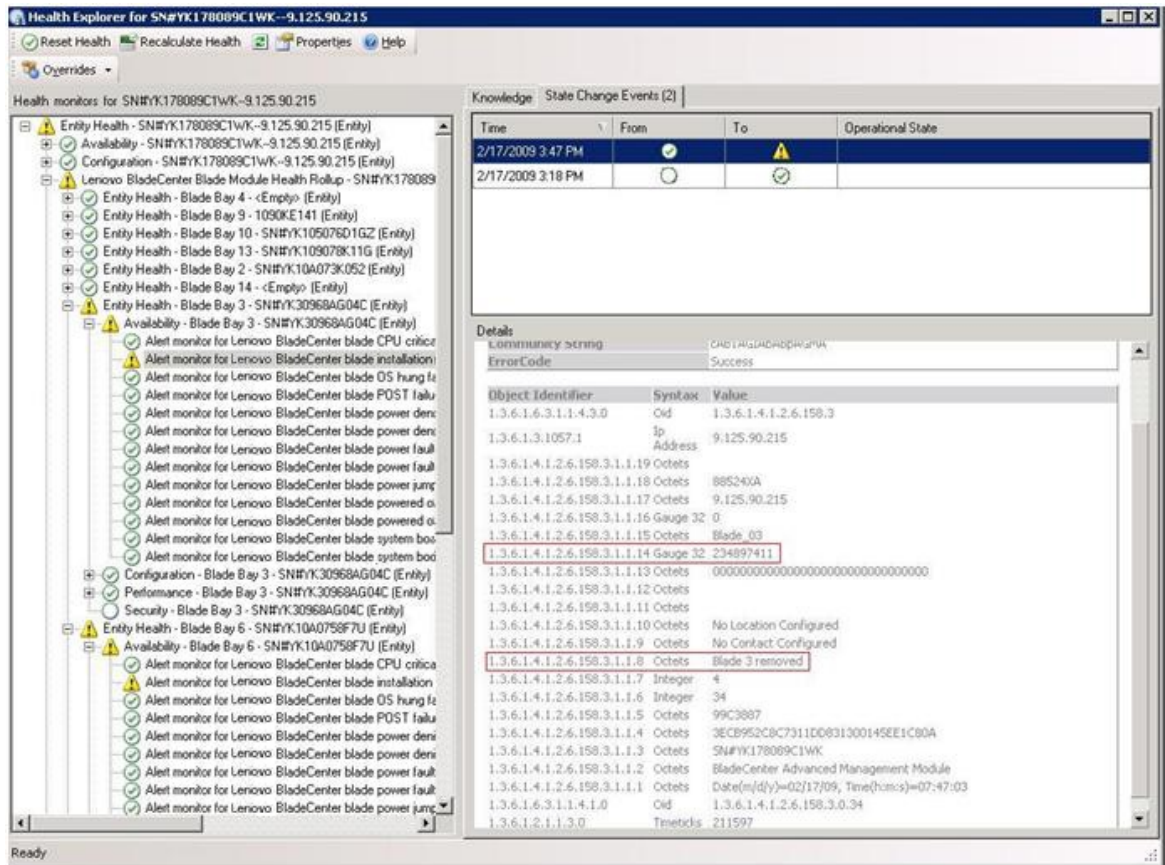 Health Explorer for SN#YK178089C1WK--9.125.90.215
Reset Health Recalculate Health Properties Help
Overrides
Health monitors for SN#YK178089C1WK--9.125.90.215
Entity Health - SN#YK178089C1WK--9.125.90.215 (Entity)
Availability - SN#YK178089C1WK--9.125.90.215 (Entity)
Configuration - SN#YK178089C1WK--9.125.90.215 (Entity)
Lenovo BladeCenter Blade Module Health Rollup - SN#YK178089
Entity Health - Blade Bay 4 - <Empty> (Entity)
Entity Health - Blade Bay 9 - 1090KE141 (Entity)
Entity Health - Blade Bay 10 - SN#YK105076D1GZ (Entity)
Entity Health - Blade Bay 13 - SN#YK109078K11G (Entity)
Entity Health - Blade Bay 2 - SN#YK10A073K052 (Entity)
Entity Health - Blade Bay 14 - <Empty> (Entity)
Entity Health - Blade Bay 3 - SN#YK30968AG04C (Entity)
Availability - Blade Bay 3 - SN#YK30968AG04C (Entity)
Alert monitor for Lenovo BladeCenter blade CPU critica
Alert monitor for Lenovo BladeCenter blade installation
Alert monitor for Lenovo BladeCenter blade OS hung fa
Alert monitor for Lenovo BladeCenter blade POST failu
Alert monitor for Lenovo BladeCenter blade power deni
Alert monitor for Lenovo BladeCenter blade power deni
Alert monitor for Lenovo BladeCenter blade power faul
Alert monitor for Lenovo BladeCenter blade power faul
Alert monitor for Lenovo BladeCenter blade power jump
Alert monitor for Lenovo BladeCenter blade powered o
Alert monitor for Lenovo BladeCenter blade powered o
Alert monitor for Lenovo BladeCenter blade system boa
Alert monitor for Lenovo BladeCenter blade system boo
Configuration - Blade Bay 3 - SN#YK30968AG04C (Entity)
Performance - Blade Bay 3 - SN#YK30968AG04C (Entity)
Security - Blade Bay 3 - SN#YK30968AG04C (Entity)
Entity Health - Blade Bay 6 - SN#YK10A0758F7U (Entity)
Availability - Blade Bay 6 - SN#YK10A0758F7U (Entity)
Alert monitor for Lenovo BladeCenter blade CPU critica
Alert monitor for Lenovo BladeCenter blade installation
Alert monitor for Lenovo BladeCenter blade OS hung fa
Alert monitor for Lenovo BladeCenter blade POST failu
Alert monitor for Lenovo BladeCenter blade power deni
Alert monitor for Lenovo BladeCenter blade power deni
Alert monitor for Lenovo BladeCenter blade power fault
Alert monitor for Lenovo BladeCenter blade power fault
Alert monitor for Lenovo BladeCenter blade power jump
Knowledge State Change Events (2)
Time From To Operational State
2/17/2009 3:47 PM
2/17/2009 3:18 PM
Details
Community String
ErrorCode Success
Object Identifier Syntax Value
1.3.6.1.6.3.1.1.4.3.0 Oid 1.3.6.1.4.1.2.6.158.3
1.3.6.1.3.1057.1 Ip Address 9.125.90.215
1.3.6.1.4.1.2.6.158.3.1.1.19 Octets
1.3.6.1.4.1.2.6.158.3.1.1.18 Octets 88524XA
1.3.6.1.4.1.2.6.158.3.1.1.17 Octets 9.125.90.215
1.3.6.1.4.1.2.6.158.3.1.1.16 Gauge 32 0
1.3.6.1.4.1.2.6.158.3.1.1.15 Octets Blade_03
1.3.6.1.4.1.2.6.158.3.1.1.14 Gauge 32 234897411
1.3.6.1.4.1.2.6.158.3.1.1.13 Octets 00000000000000000000000000000000
1.3.6.1.4.1.2.6.158.3.1.1.12 Octets
1.3.6.1.4.1.2.6.158.3.1.1.11 Octets
1.3.6.1.4.1.2.6.158.3.1.1.10 Octets No Location Configured
1.3.6.1.4.1.2.6.158.3.1.1.9 Octets No Contact Configured
1.3.6.1.4.1.2.6.158.3.1.1.8 Octets Blade 3 removed
1.3.6.1.4.1.2.6.158.3.1.1.7 Integer 4
1.3.6.1.4.1.2.6.158.3.1.1.6 Integer 34
1.3.6.1.4.1.2.6.158.3.1.1.5 Octets 99C3887
1.3.6.1.4.1.2.6.158.3.1.1.4 Octets 3ECB952C8C7311DD831300145EE1C80A
1.3.6.1.4.1.2.6.158.3.1.1.3 Octets SN#YK178089C1WK
1.3.6.1.4.1.2.6.158.3.1.1.2 Octets BladeCenter Advanced Management Module
1.3.6.1.4.1.2.6.158.3.1.1.1 Octets Date(m/d/y)=02/17/09, Time(h:m:s)=07:47:03
1.3.6.1.6.3.1.1.4.1.0 Oid 1.3.6.1.4.1.2.6.158.3.0.34
1.3.6.1.2.1.1.3.0 Timeticks 211597
Ready